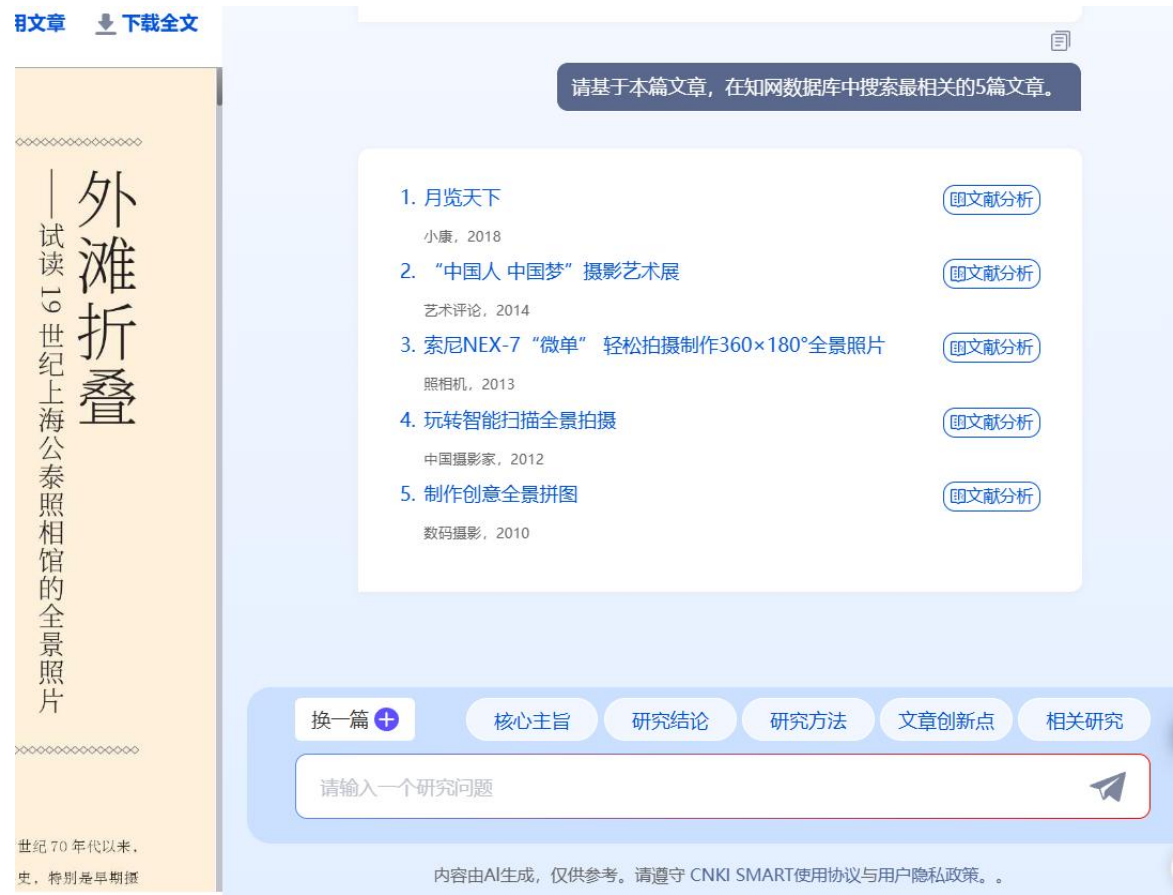 用文章 下载全文
外滩折叠
——试读 19 世纪上海公泰照相馆的全景照片
世纪 70 年代以来，
史，特别是早期摄
请基于本篇文章，在知网数据库中搜索最相关的5篇文章。
1. 月览天下 文献分析
小康，2018
2. “中国人 中国梦”摄影艺术展 文献分析
艺术评论，2014
3. 索尼NEX-7“微单” 轻松拍摄制作360×180°全景照片 文献分析
照相机，2013
4. 玩转智能扫描全景拍摄 文献分析
中国摄影家，2012
5. 制作创意全景拼图 文献分析
数码摄影，2010
换一篇 核心主旨 研究结论 研究方法 文章创新点 相关研究
请输入一个研究问题
内容由AI生成，仅供参考。请遵守 CNKI SMART使用协议与用户隐私政策。。